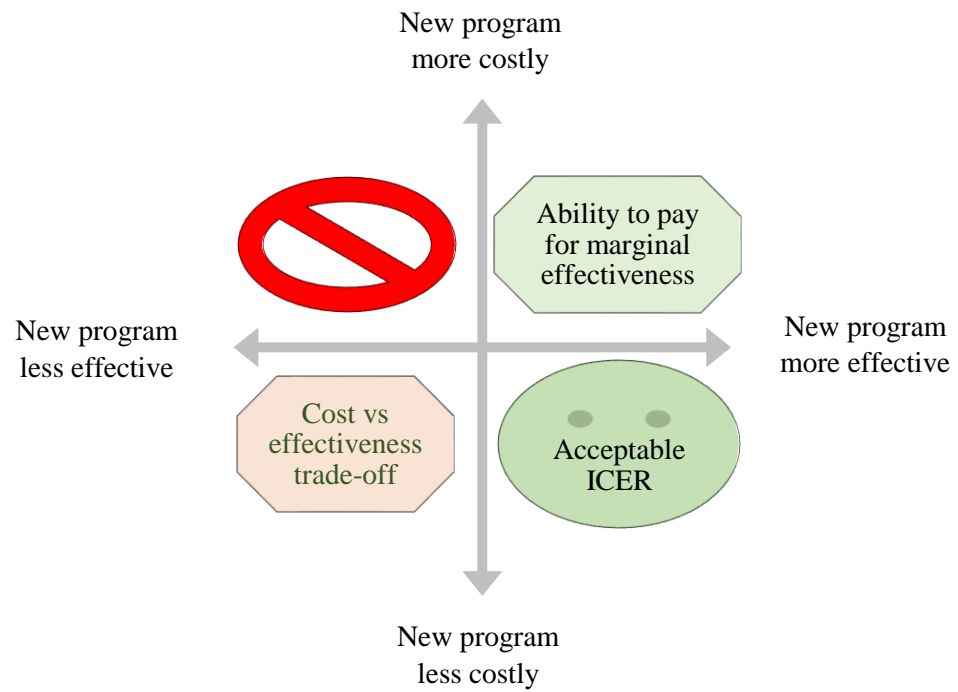 New program
more costly
Ability to pay
for marginal
effectiveness
New program
less effective
New program
more effective
Cost vs
effectiveness
trade-off
Acceptable
ICER
New program
less costly